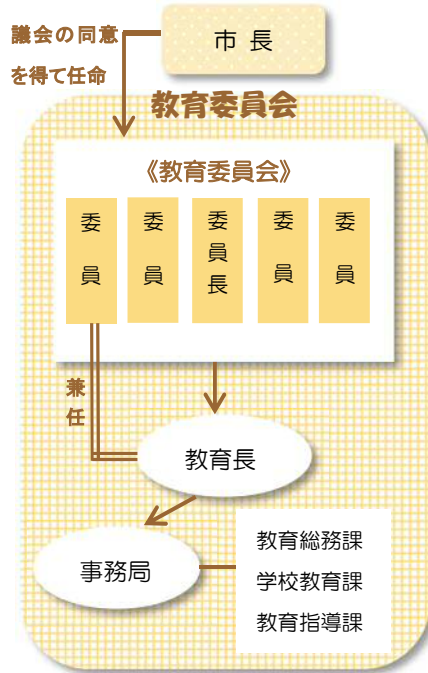 議会の同意
を得て任命
市長
教育委員会
《教育委員会》
委員
委員
委員長
委員
委員
兼任
教育長
事務局
教育総務課
学校教育課
教育指導課